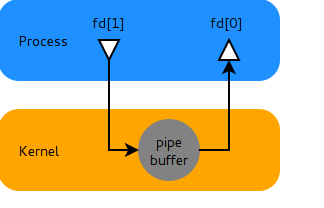 fd[1]
fd[0]
Process
pipe
buffer
Kernel